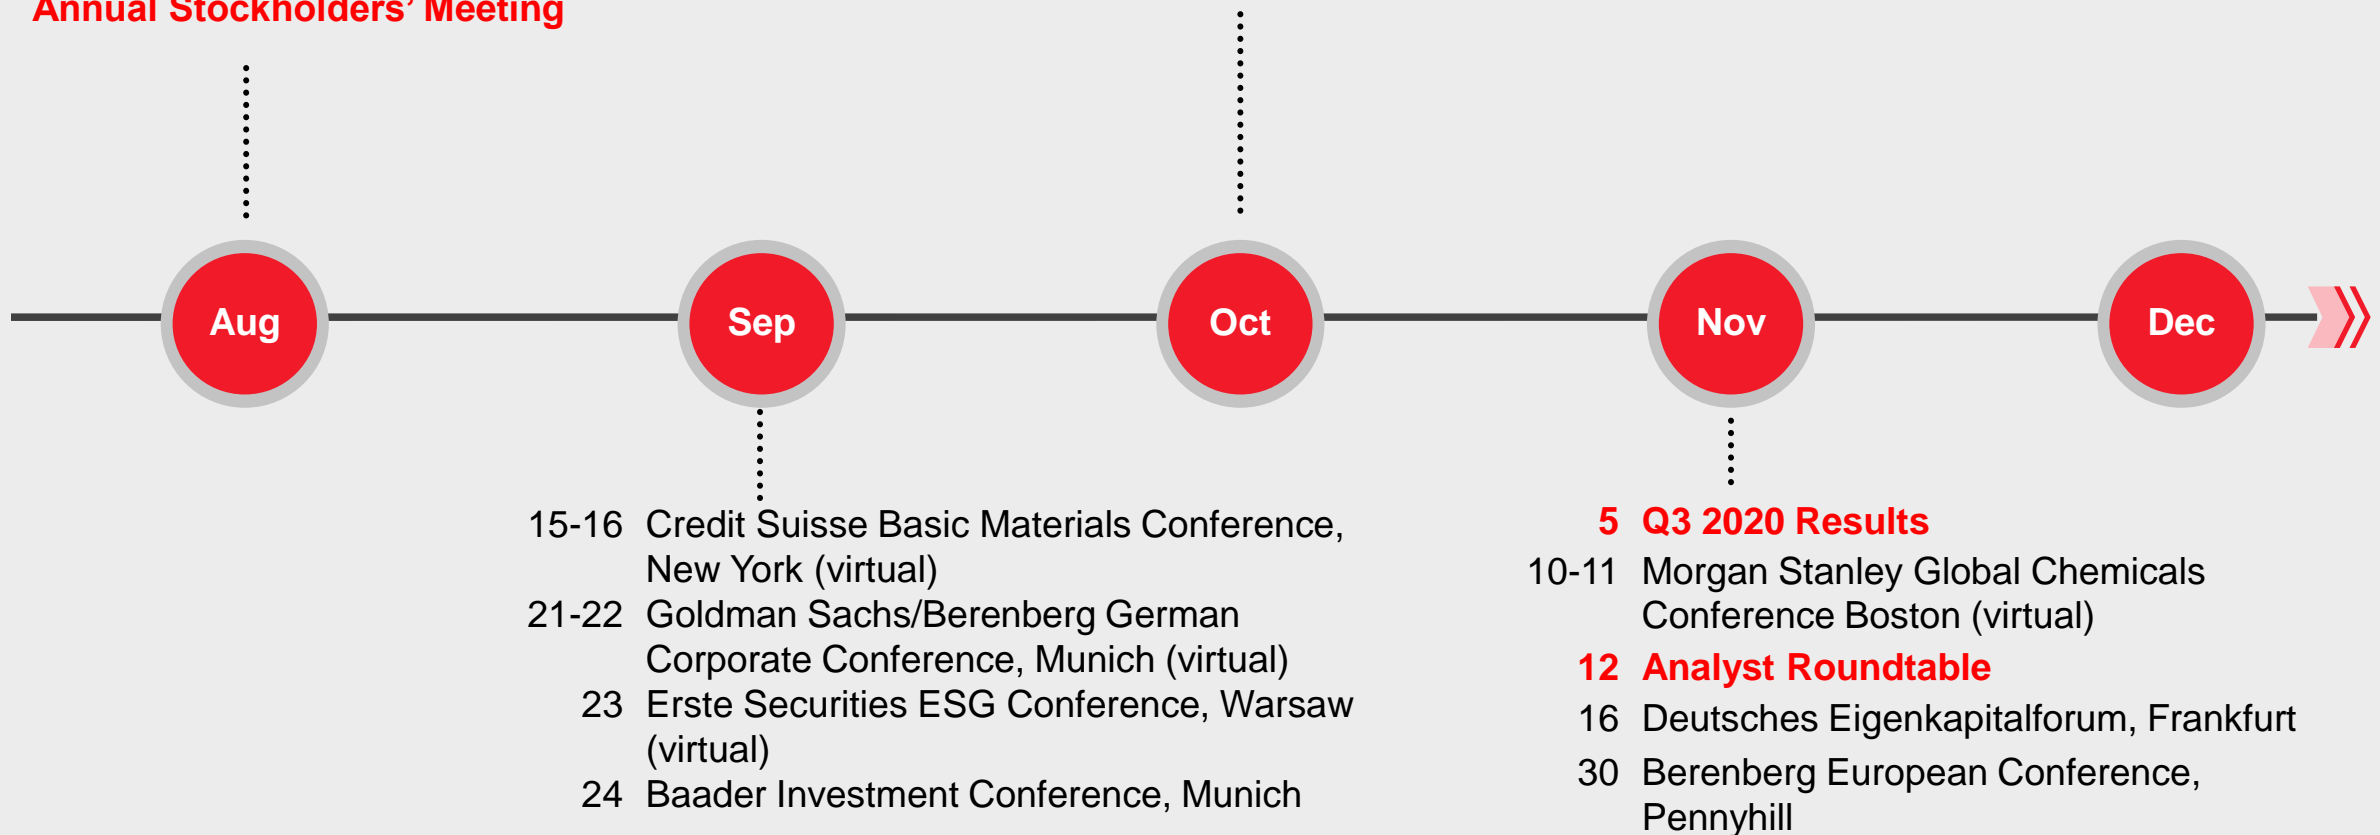 Annual Stockholders' Meeting
Aug
Sep
Oct
Nov
Dec
15-16 Credit Suisse Basic Materials Conference,
New York (virtual)
21-22 Goldman Sachs/Berenberg German
Corporate Conference, Munich (virtual)
23 Erste Securities ESG Conference, Warsaw
(virtual)
24 Baader Investment Conference, Munich
5 Q3 2020 Results
10-11 Morgan Stanley Global Chemicals
Conference Boston (virtual)
12 Analyst Roundtable
16 Deutsches Eigenkapitalforum, Frankfurt
30 Berenberg European Conference,
Pennyhill